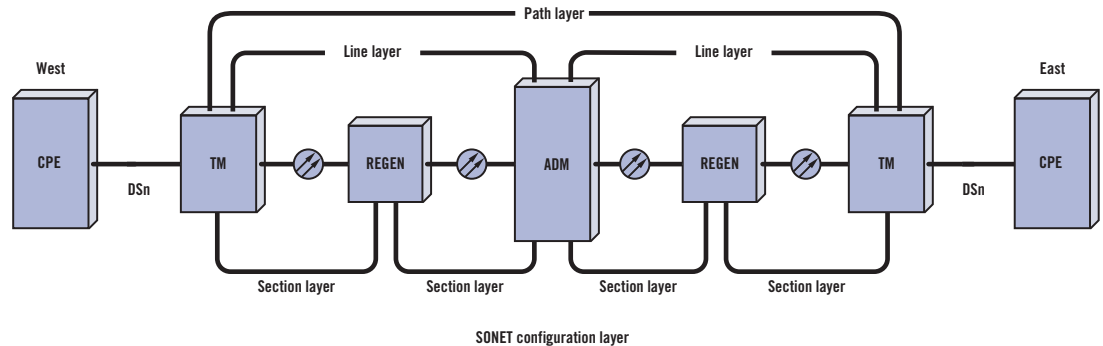 Path layer
Line layer
Line layer
West
East
CPE
TM
REGEN
ADM
REGEN
TM
CPE
DSn
DSn
Section layer
Section layer
Section layer
Section layer
SONET configuration layer